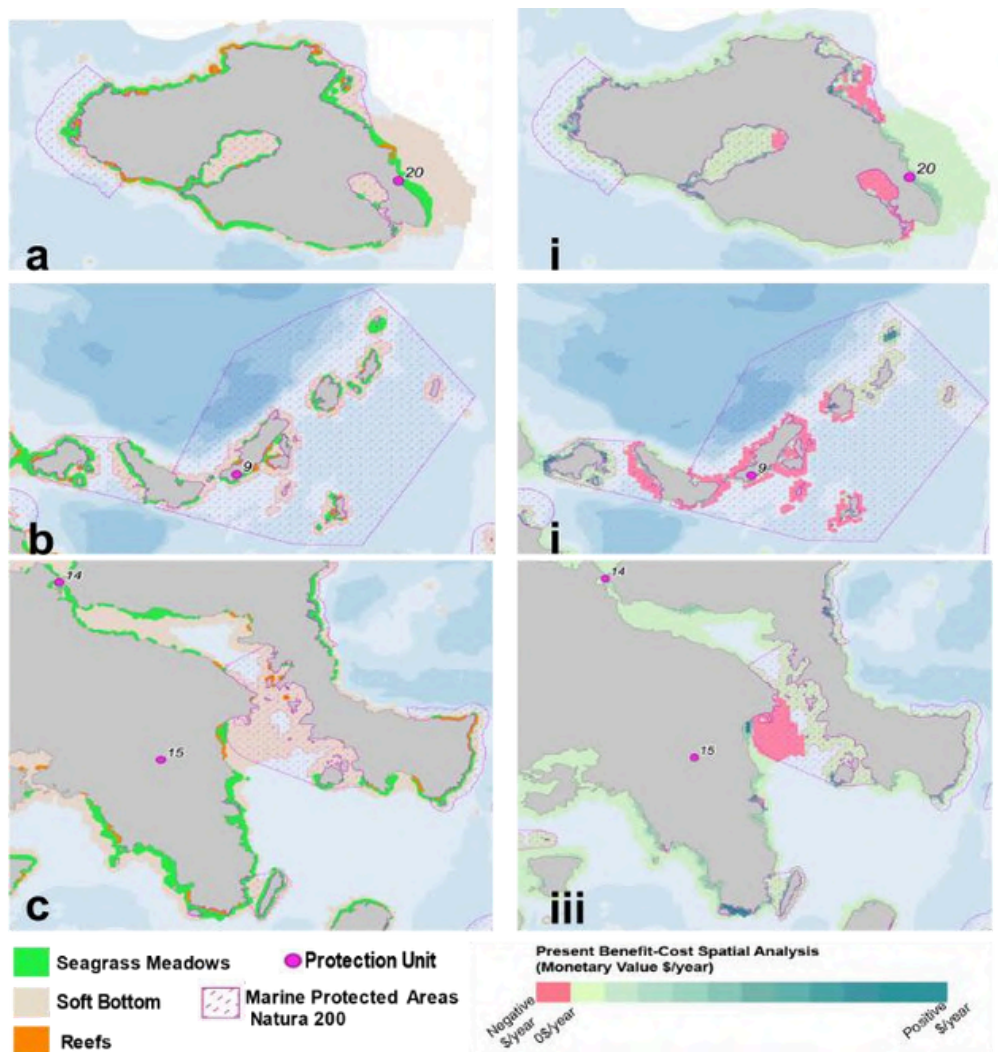 20
a
20
i
9
b
9
i
14
15
c
14
15
iii
Seagrass Meadows
Soft Bottom
Reefs
Protection Unit
Marine Protected Areas
Natura 200
Present Benefit-Cost Spatial Analysis
(Monetary Value $/year)
Negative
$/year
0$/year
Positive
$/year